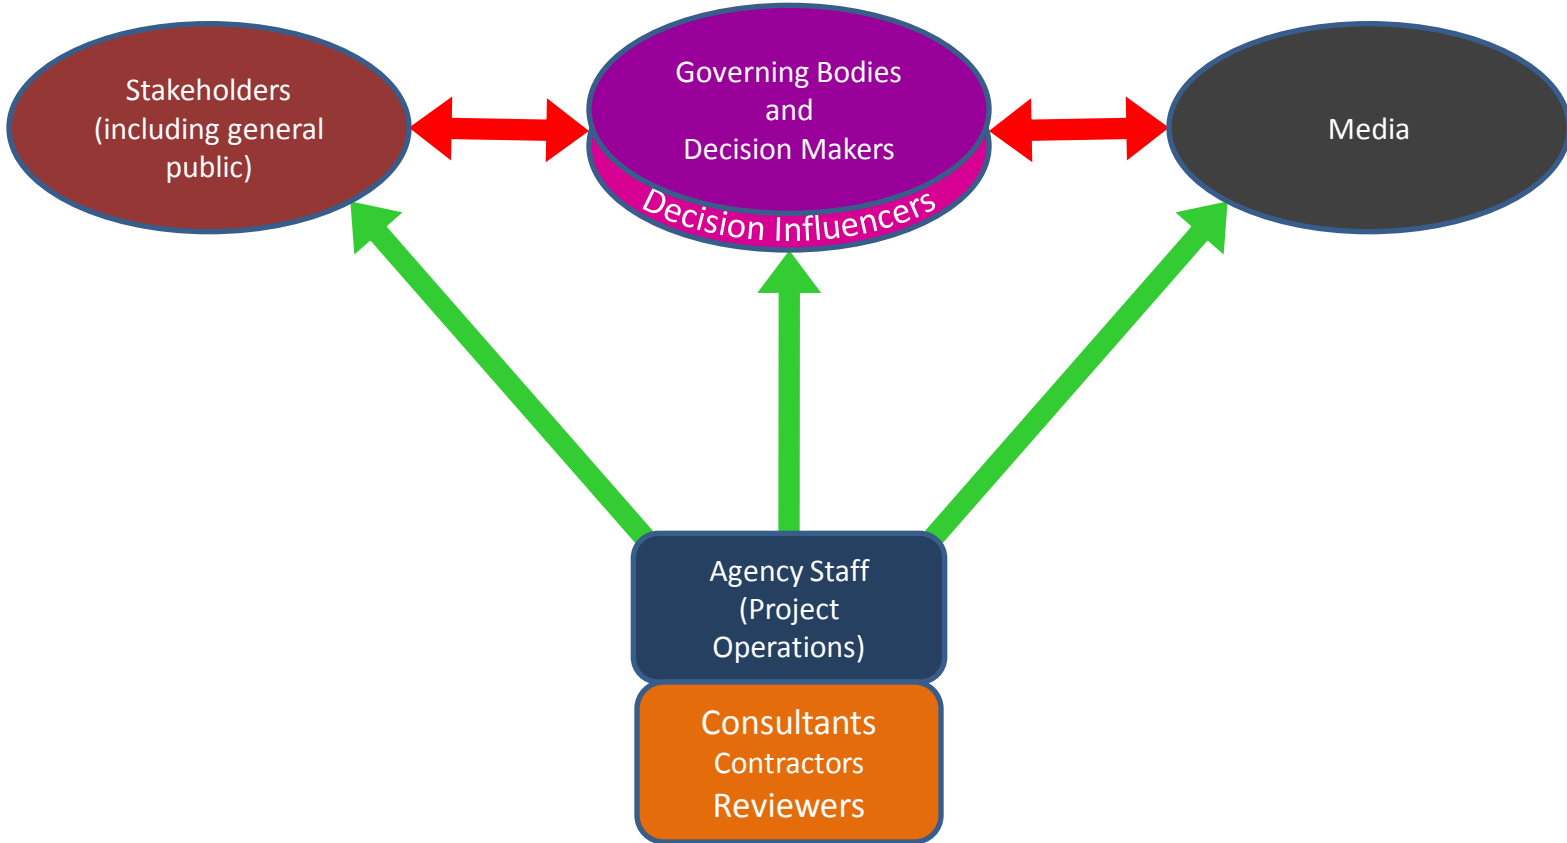 Stakeholders
(including general
public)
Governing Bodies
and
Decision Makers
Decision Influencers
Media
Agency Staff
(Project
Operations)
Consultants
Contractors
Reviewers